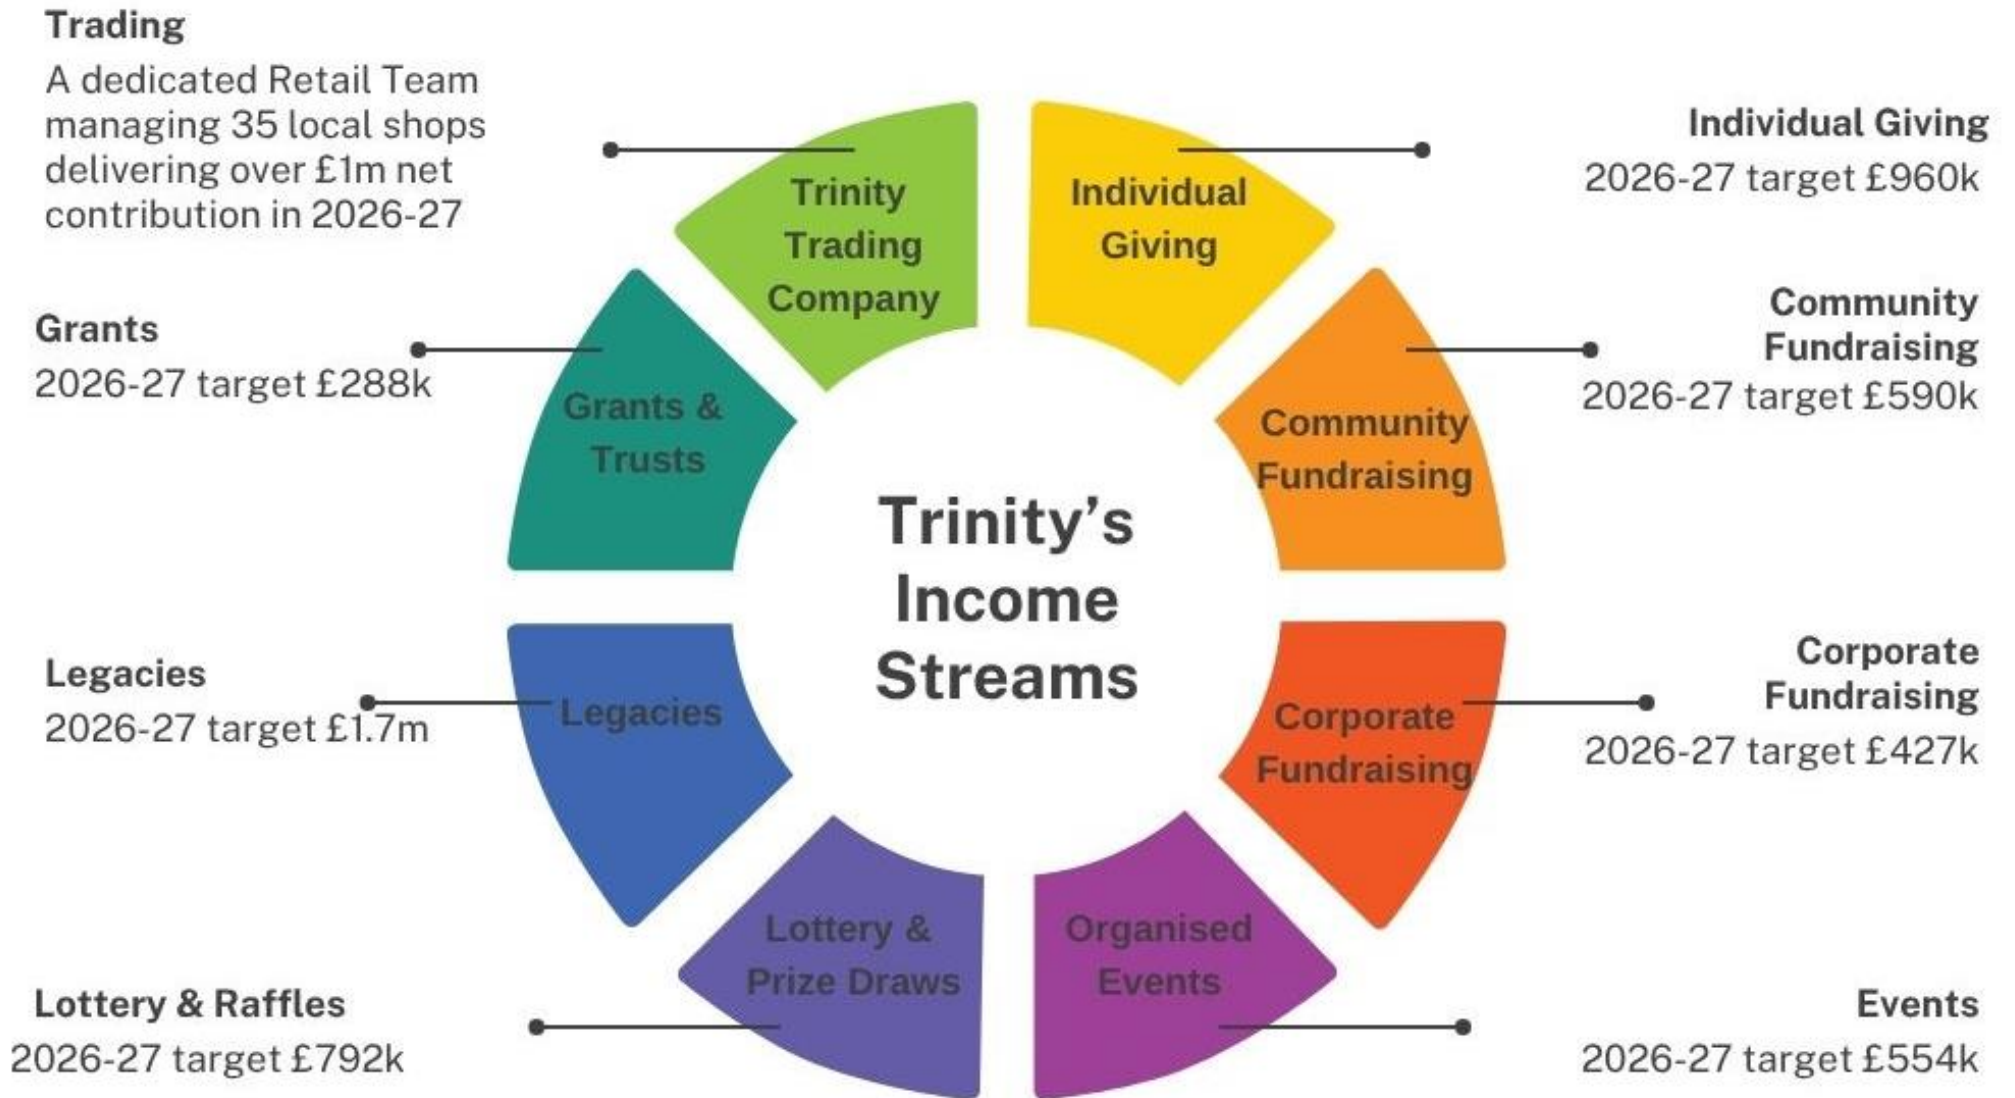 Trading
A dedicated Retail Team
managing 35 local shops
delivering over £1m net
contribution in 2026-27
Grants
2026-27 target £288k
Legacies
2026-27 target £1.7m
Lottery & Raffles
2026-27 target £792k
Trinity
Trading
Company
Individual
Giving
Grants &
Trusts
Community
Fundraising
Trinity’s
Income
Streams
Legacies
Corporate
Fundraising
Lottery &
Prize Draws
Organised
Events
Individual Giving
2026-27 target £960k
Community
Fundraising
2026-27 target £590k
Corporate
Fundraising
2026-27 target £427k
Events
2026-27 target £554k